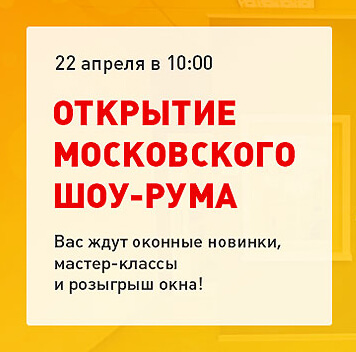 22 апреля в 10:00
ОТКРЫТИЕ
МОСКОВСКОГО
ШОУ-РУМА
Вас ждут оконные новинки,
мастер-классы
и розыгрыш окна!